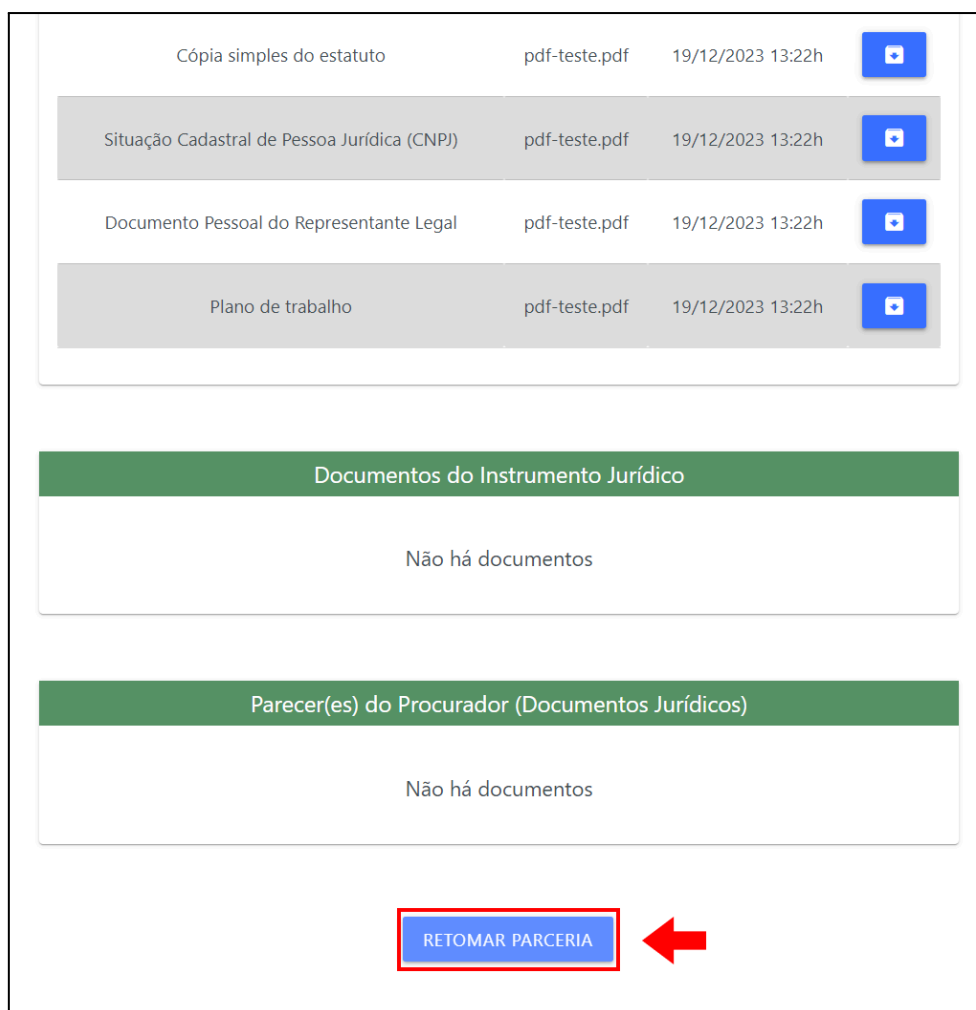 Cópia simples do estatuto pdf-teste.pdf 19/12/2023 13:22h
Situação Cadastral de Pessoa Jurídica (CNPJ) pdf-teste.pdf 19/12/2023 13:22h
Documento Pessoal do Representante Legal pdf-teste.pdf 19/12/2023 13:22h
Plano de trabalho pdf-teste.pdf 19/12/2023 13:22h
Documentos do Instrumento Jurídico
Não há documentos
Parecer(es) do Procurador (Documentos Jurídicos)
Não há documentos
RETOMAR PARCERIA